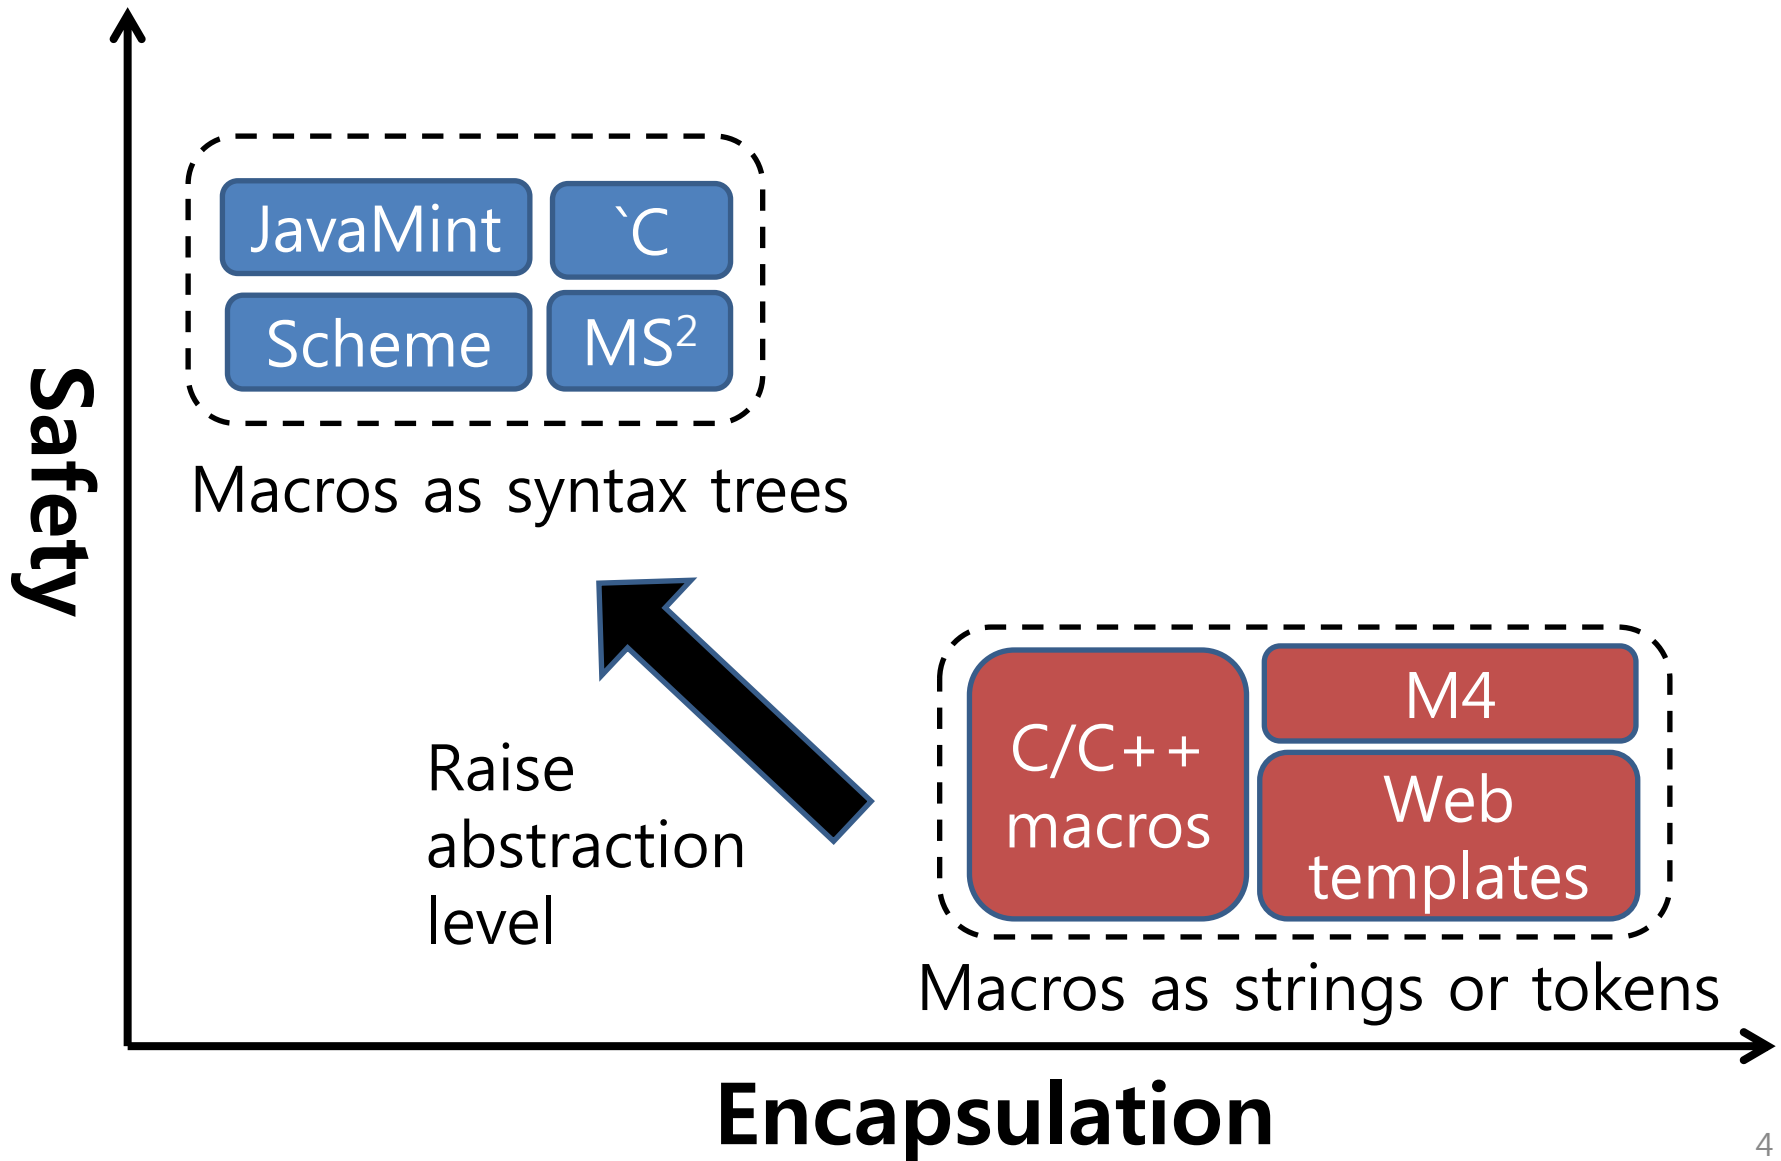 Safety
JavaMint
`C
Scheme
MS²
Macros as syntax trees
Raise
abstraction
level
C/C++
macros
M4
Web
templates
Macros as strings or tokens
Encapsulation
4